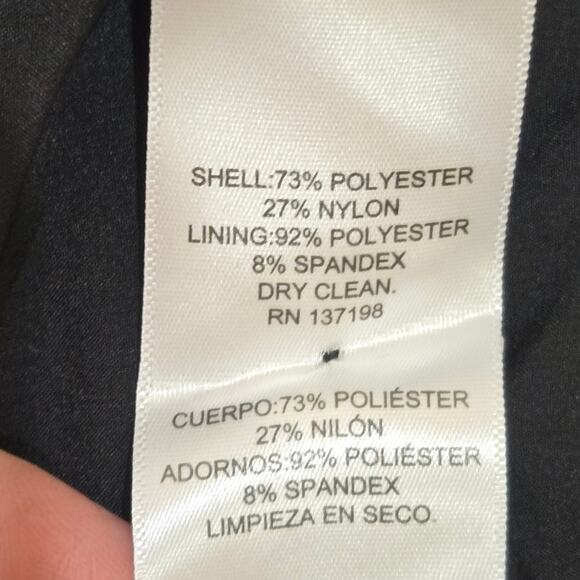 SHELL:73% POLYESTER
27% NYLON
LINING:92% POLYESTER
8% SPANDEX
DRY CLEAN.
RN 137198
CUERPO:73% POLIÉSTER
27% NILÓN
ADORNOS:92% POLIÉSTER
8% SPANDEX
LIMPIEZA EN SECO.